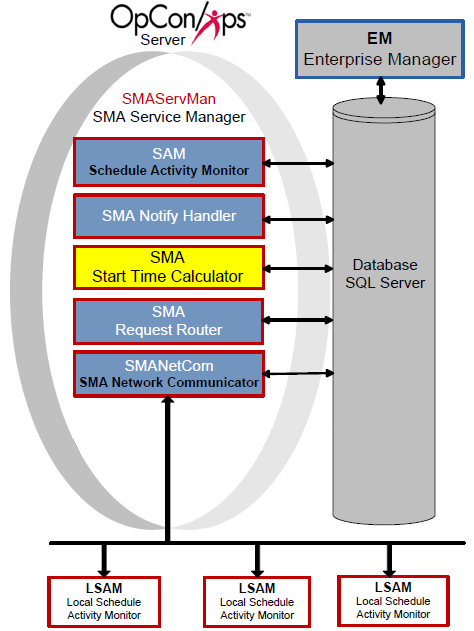 OpCon/xps™
Server
EM
Enterprise Manager
SMAServMan
SMA Service Manager
SAM
Schedule Activity Monitor
SMA Notify Handler
SMA
Start Time Calculator
SMA
Request Router
SMANetCom
SMA Network Communicator
Database
SQL Server
LSAM
Local Schedule
Activity Monitor
LSAM
Local Schedule
Activity Monitor
LSAM
Local Schedule
Activity Monitor